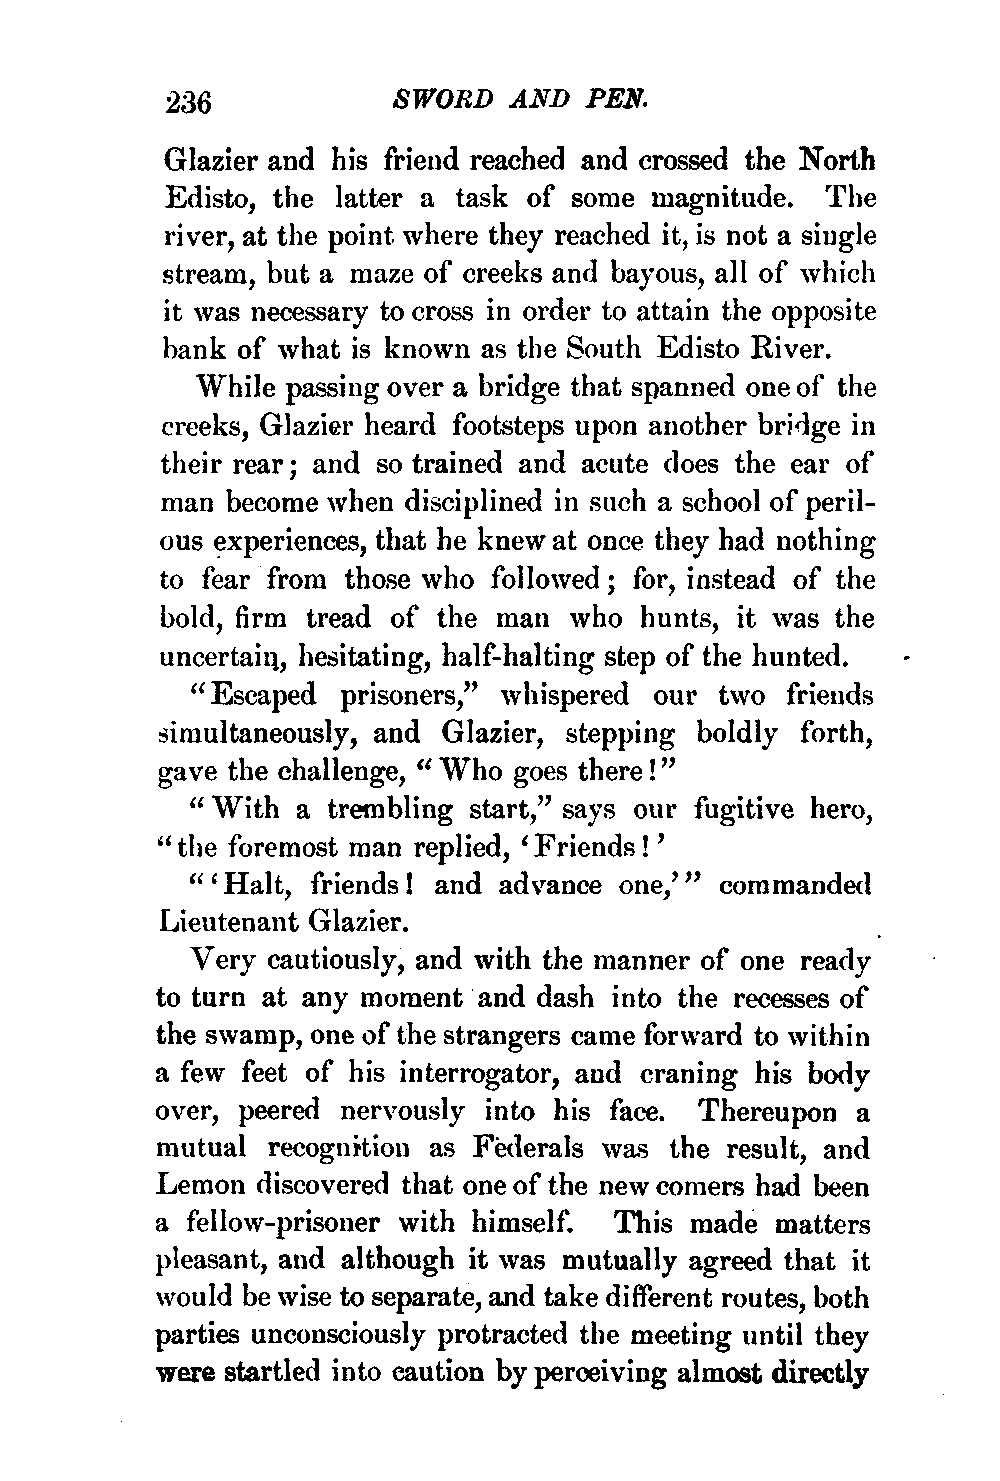 236 SWORD AND PEN.
Glazier and his friend reached and crossed the North
Edisto, the latter a task of some magnitude. The
river, at the point where they reached it, is not a single
stream, but a maze of creeks and bayous, all of which
it was necessary to cross in order to attain the opposite
bank of what is known as the South Edisto River.
While passing over a bridge that spanned one of the
creeks, Glazier heard footsteps upon another bridge in
their rear; and so trained and acute does the ear of
man become when disciplined in such a school of peril-
ous experiences, that he knew at once they had nothing
to fear from those who followed; for, instead of the
bold, firm tread of the man who hunts, it was the
uncertain, hesitating, half-halting step of the hunted.
"Escaped prisoners," whispered our two friends
simultaneously, and Glazier, stepping boldly forth,
gave the challenge, "Who goes there!"
"With a trembling start," says our fugitive hero,
"the foremost man replied, 'Friends!'
"'Halt, friends! and advance one,'" commanded
Lieutenant Glazier.
Very cautiously, and with the manner of one ready
to turn at any moment and dash into the recesses of
the swamp, one of the strangers came forward to within
a few feet of his interrogator, and craning his body
over, peered nervously into his face. Thereupon a
mutual recognition as Federals was the result, and
Lemon discovered that one of the new comers had been
a fellow-prisoner with himself. This made matters
pleasant, and although it was mutually agreed that it
would be wise to separate, and take different routes, both
parties unconsciously protracted the meeting until they
were startled into caution by perceiving almost directly